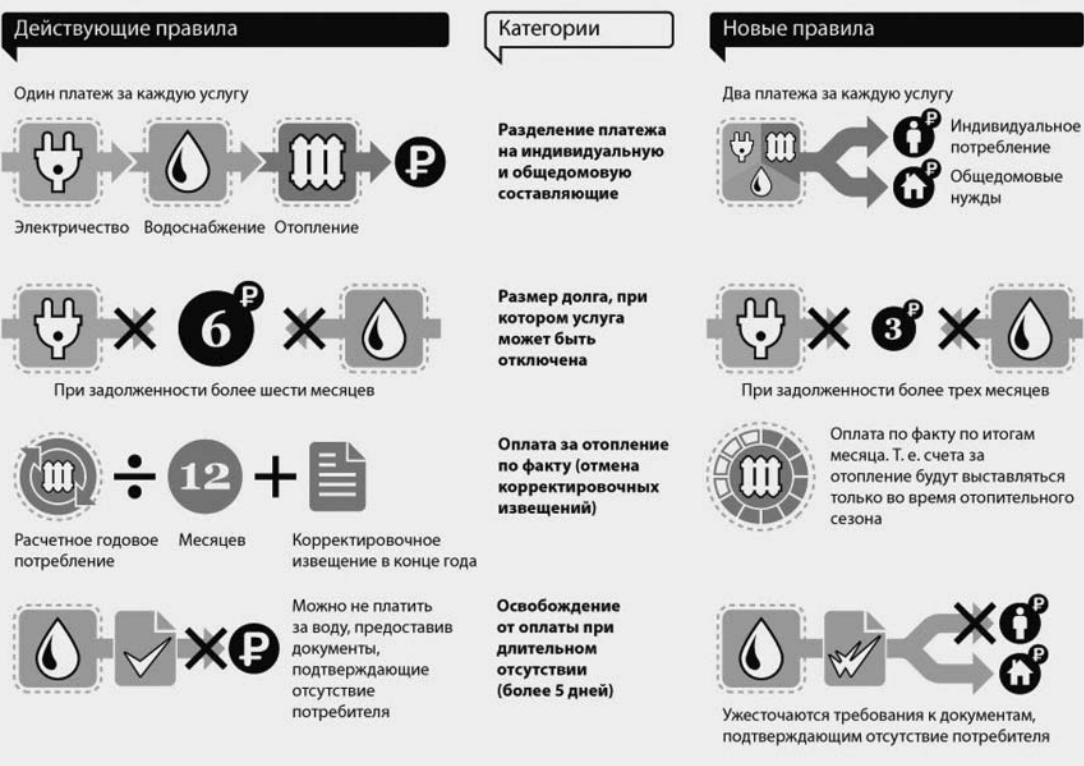 Действующие правила
Категории
Новые правила
Один платеж за каждую услугу
Электричество
Водоснабжение
Отопление
₽
Разделение платежа
на индивидуальную
и общедомовую
составляющие
Два платежа за каждую услугу
₽
Индивидуальное
потребление
₽
Общедомовые
нужды
6
₽
При задолженности более шести месяцев
Размер долга, при
котором услуга
может быть
отключена
3
₽
При задолженности более трех месяцев
÷
12
+
Расчетное годовое
потребление
Месяцев
Корректировочное
извещение в конце года
Оплата за отопление
по факту (отмена
корректировочных
извещений)
Оплата по факту по итогам
месяца. Т. е. счета за
отопление будут выставляться
только во время отопительного
сезона
₽
Можно не платить
за воду, предоставив
документы,
подтверждающие
отсутствие
потребителя
Освобождение
от оплаты при
длительном
отсутствии
(более 5 дней)
₽
₽
Ужесточаются требования к документам,
подтверждающим отсутствие потребителя